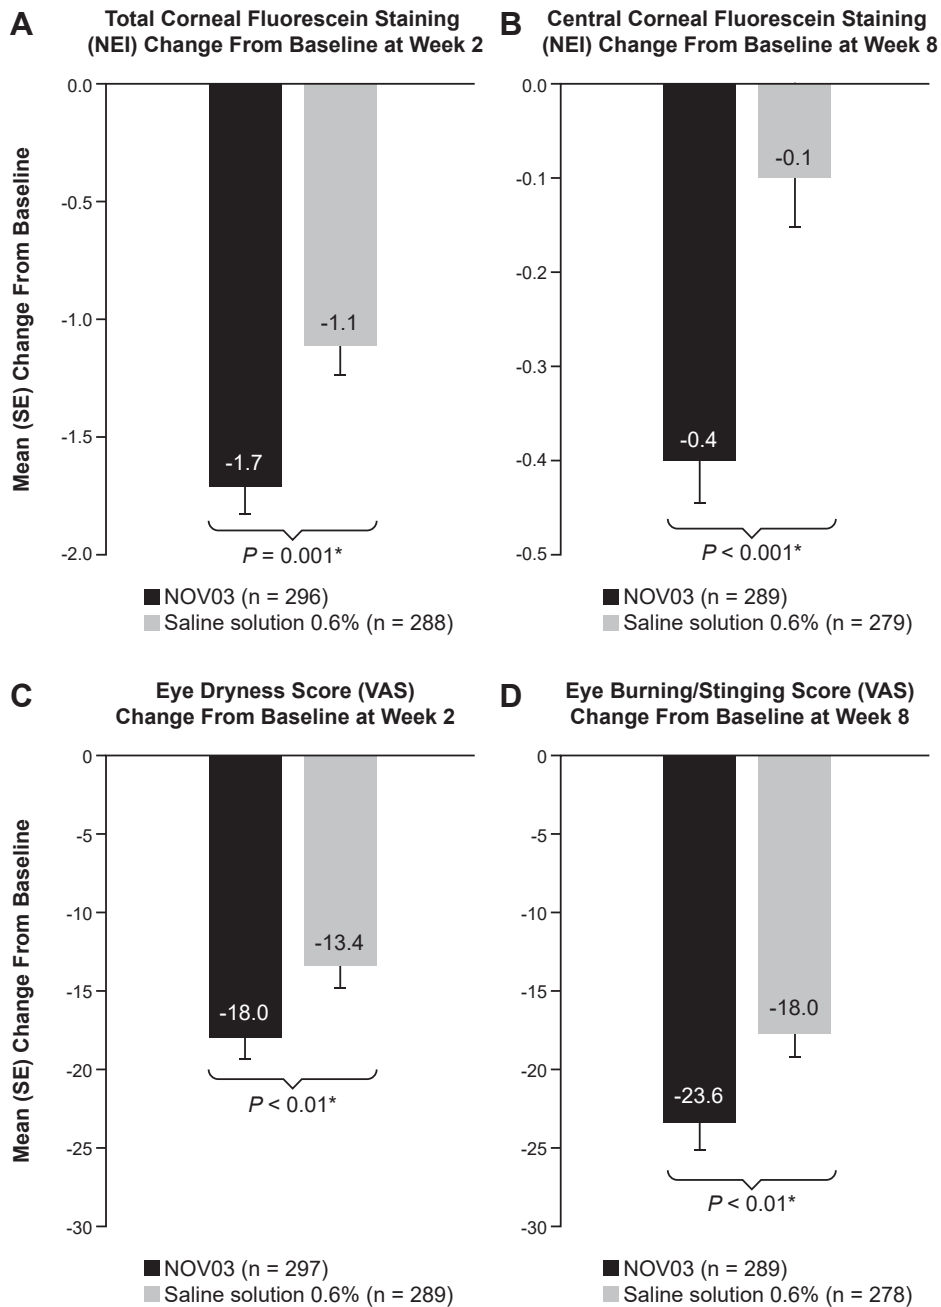 A
Total Corneal Fluorescein Staining
(NEI) Change From Baseline at Week 2
Mean (SE) Change From Baseline
0.0
-0.5
-1.0
-1.5
-2.0
-1.7
-1.1
P = 0.001*
NOV03 (n = 296)
Saline solution 0.6% (n = 288)
B
Central Corneal Fluorescein Staining
(NEI) Change From Baseline at Week 8
0.0
-0.1
-0.2
-0.3
-0.4
-0.5
-0.4
-0.1
P < 0.001*
NOV03 (n = 289)
Saline solution 0.6% (n = 279)
C
Eye Dryness Score (VAS)
Change From Baseline at Week 2
Mean (SE) Change From Baseline
0
-5
-10
-15
-20
-25
-30
-18.0
-13.4
P < 0.01*
NOV03 (n = 297)
Saline solution 0.6% (n = 289)
D
Eye Burning/Stinging Score (VAS)
Change From Baseline at Week 8
0
-5
-10
-15
-20
-25
-30
-23.6
-18.0
P < 0.01*
NOV03 (n = 289)
Saline solution 0.6% (n = 278)